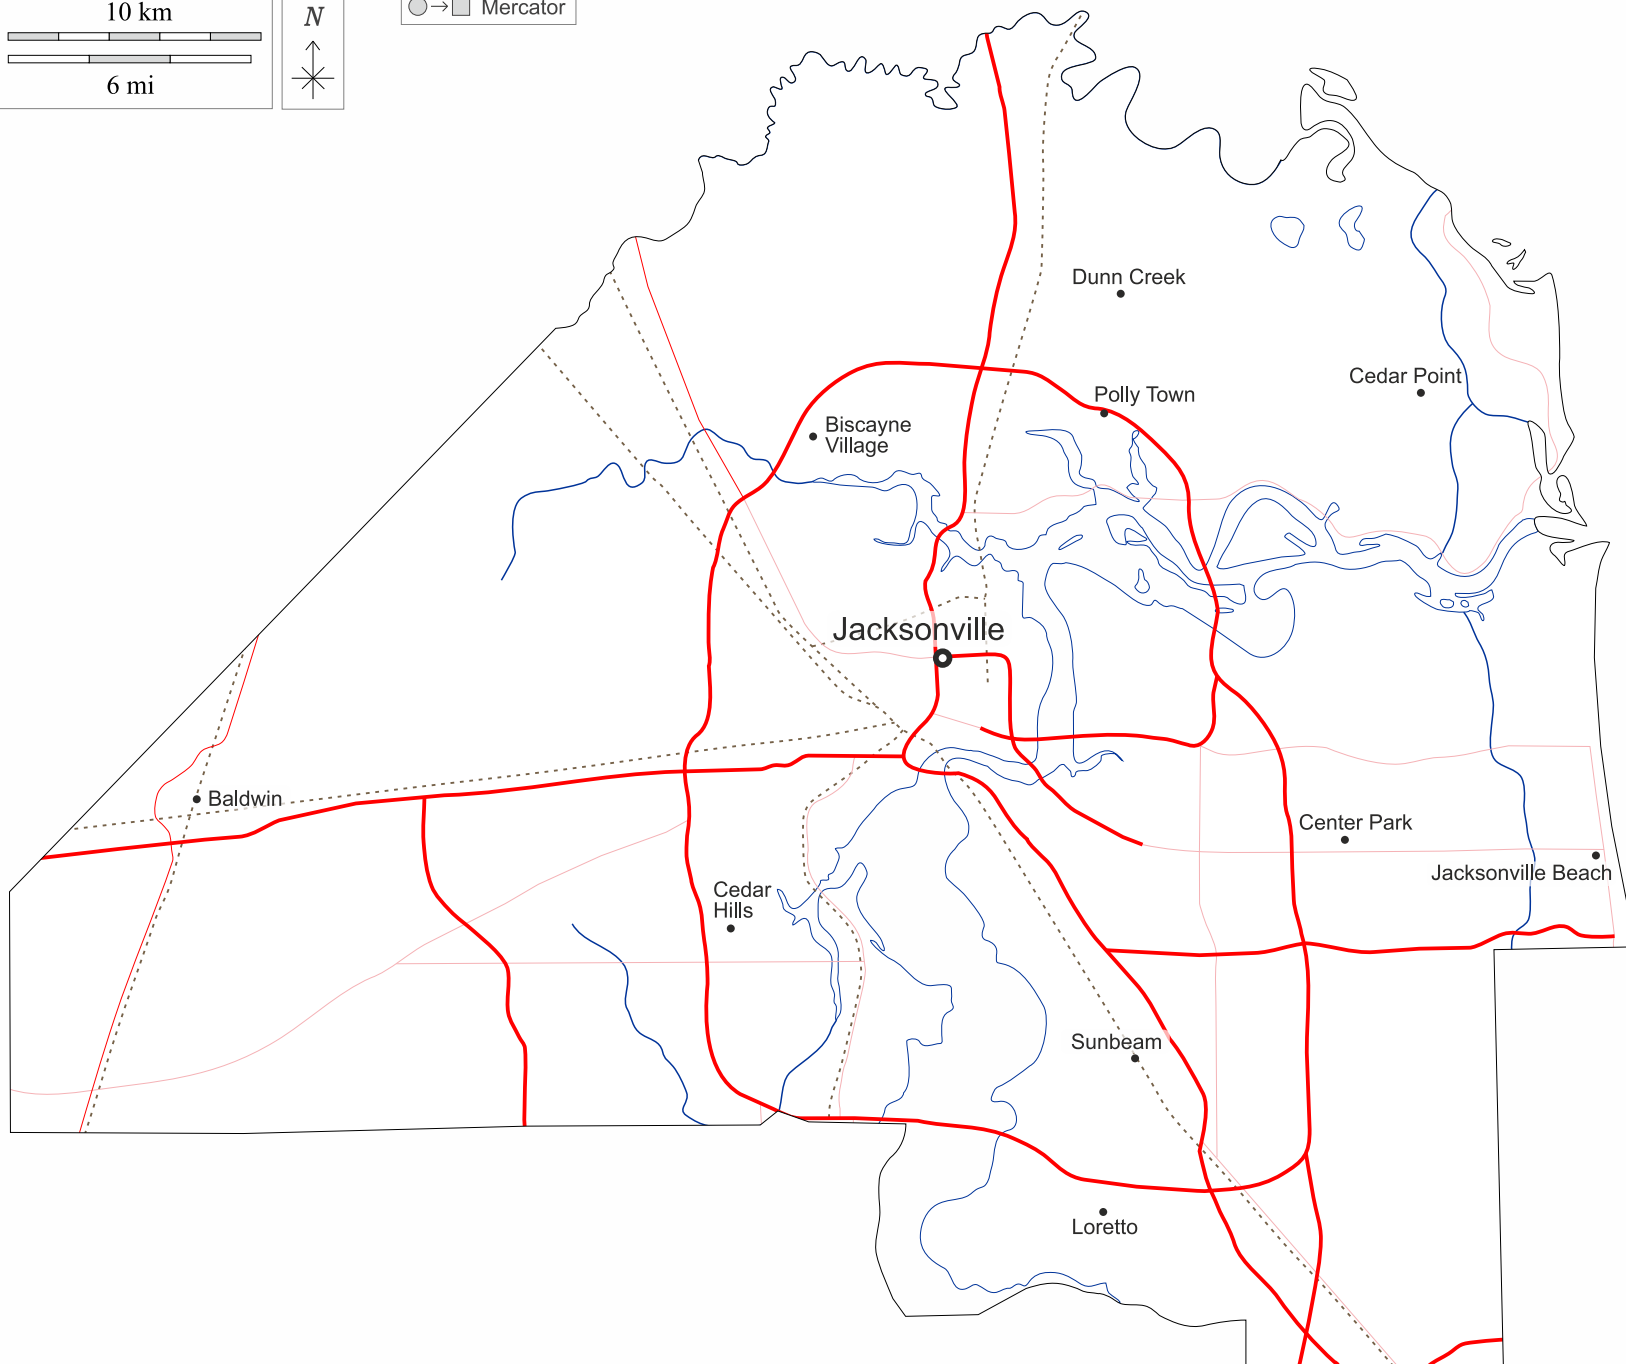 10 km
6 mi
N
Mercator
Dunn Creek
Cedar Point
Polly Town
Biscayne
Village
Jacksonville
Baldwin
Center Park
Jacksonville Beach
Cedar
Hills
Sunbeam
Loretto